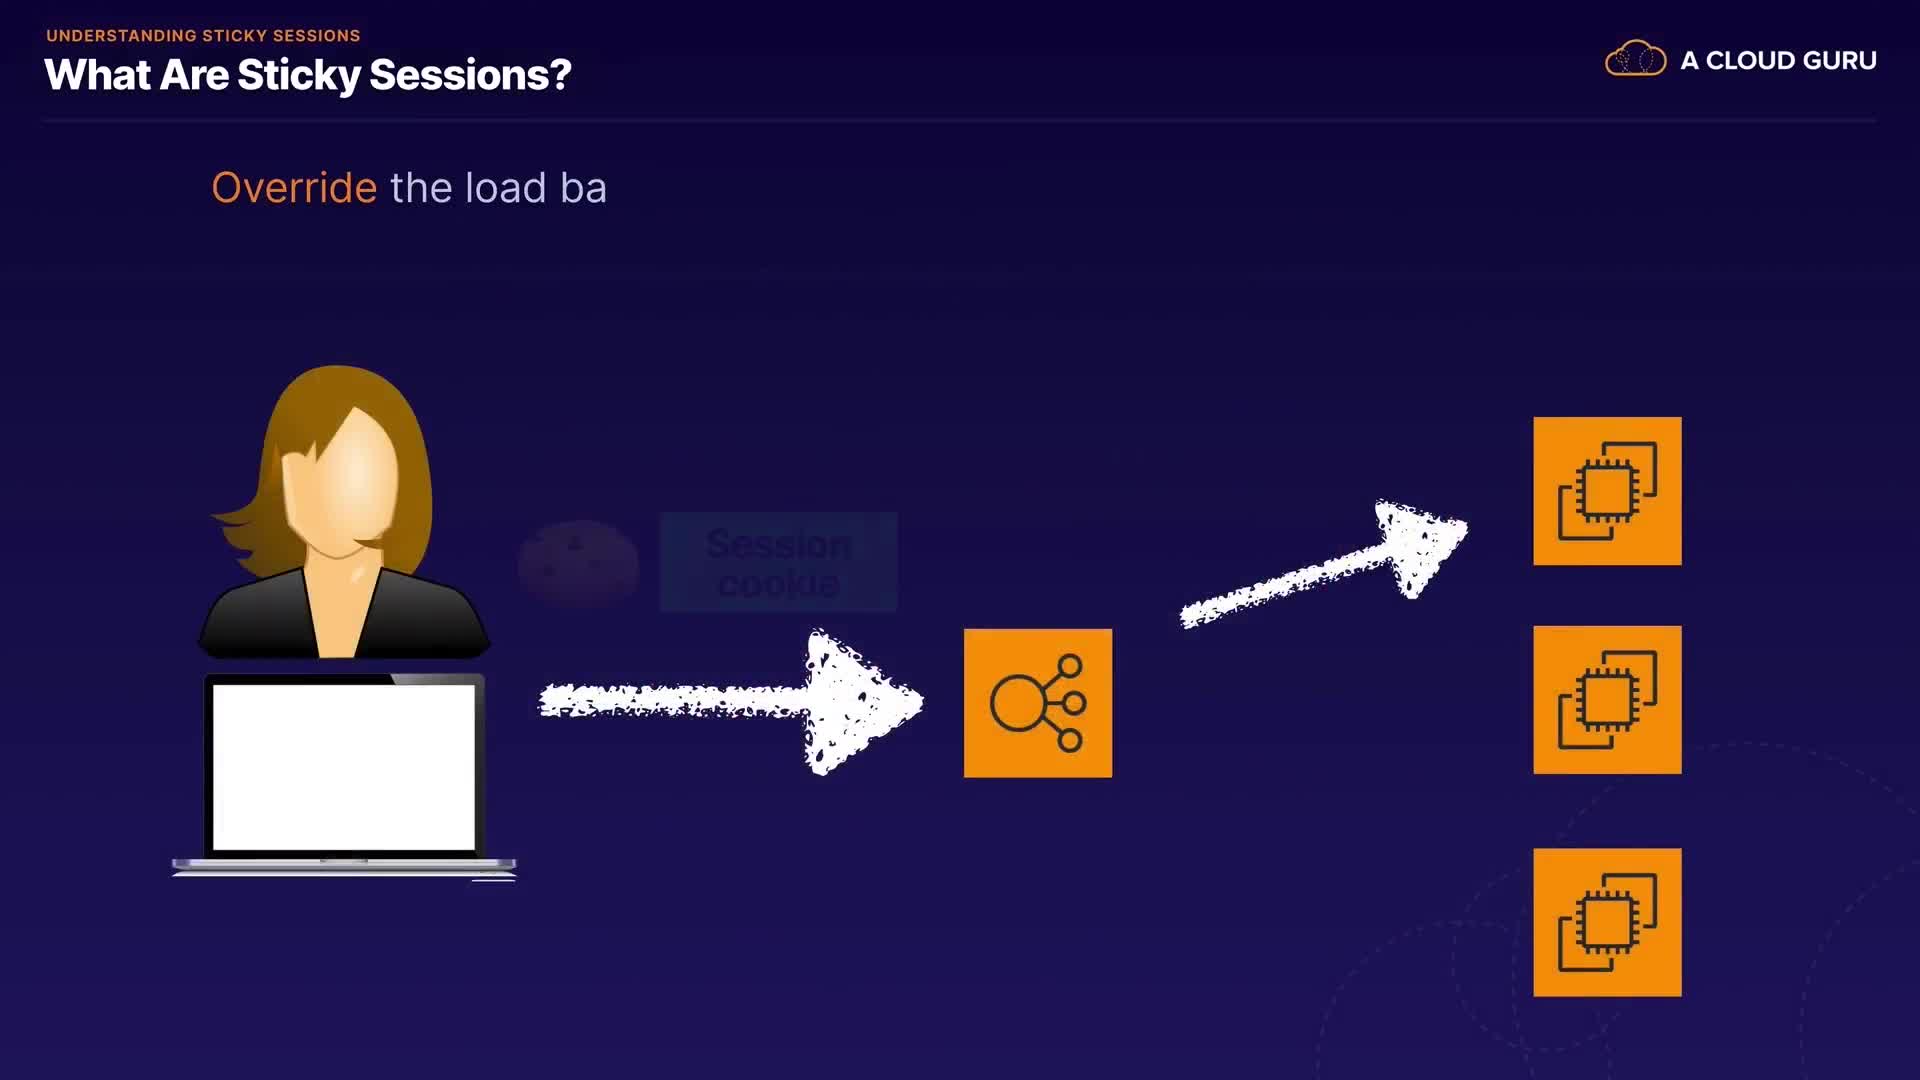 UNDERSTANDING STICKY SESSIONS
What Are Sticky Sessions?
A CLOUD GURU
Override the load ba
Session
cookie